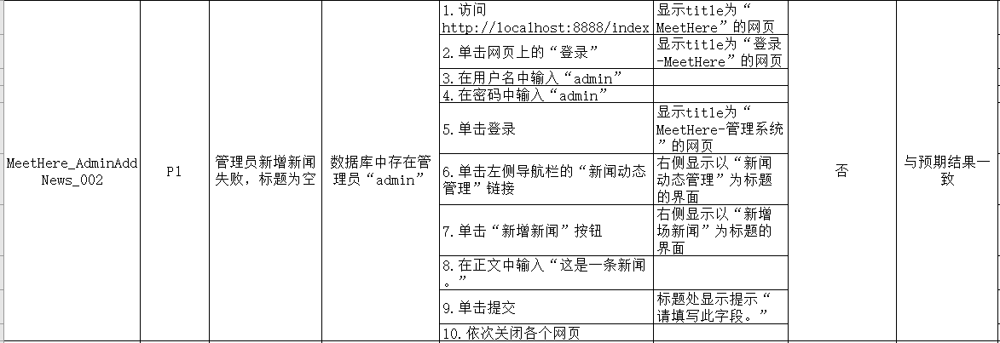 MeetHere_AdminAdd
News_002
P1
管理员新增新闻
失败，标题为空
数据库中存在管
理员“admin”
1.访问
http://localhost:8888/index
显示title为“
MeetHere”的网页
2.单击网页上的“登录”
显示title为“登录
-MeetHere”的网页
3.在用户名中输入“admin”
4.在密码中输入“admin”
5.单击登录
显示title为“
MeetHere-管理系统
”的网页
6.单击左侧导航栏的“新闻动态
管理”链接
右侧显示以“新闻
动态管理”为标题
的界面
7.单击“新增新闻”按钮
右侧显示以“新增
场新闻”为标题的
界面
8.在正文中输入“这是一条新闻
。”
9.单击提交
标题处显示提示“
请填写此字段。”
10.依次关闭各个网页
否
与预期结果一
致